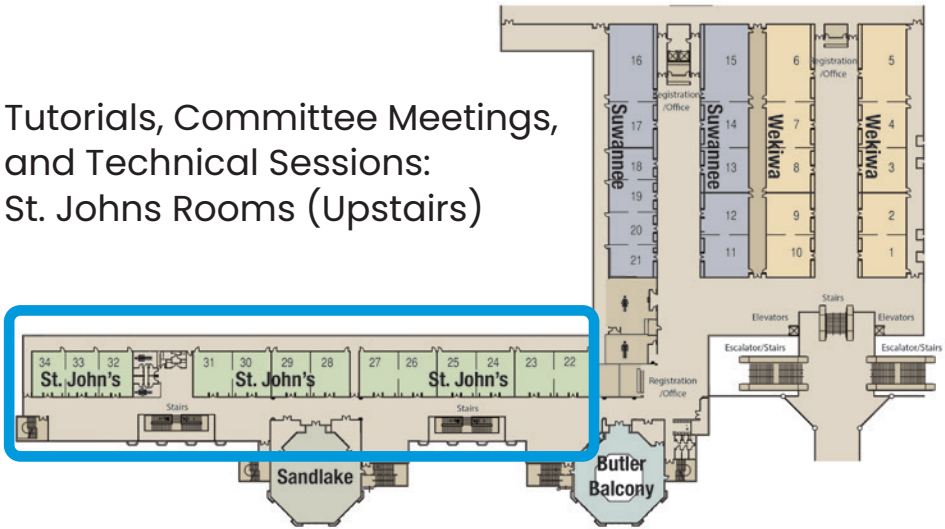 Tutorials, Committee Meetings,
and Technical Sessions:
St. Johns Rooms (Upstairs)
16
15
6
5
Registration
/Office
Registration
/Office
17
14
7
4
Suwannee
Suwannee
Wekiwa
Wekiwa
18
13
8
3
19
20
12
9
2
21
11
10
1
Stairs
Elevators
Elevators
Escalator/Stairs
Escalator/Stairs
34 33 32
31 30 29 28
27 26 25 24 23 22
St. John's
St. John's
St. John's
Registration
/Office
Stairs
Stairs
Sandlake
Butler
Balcony